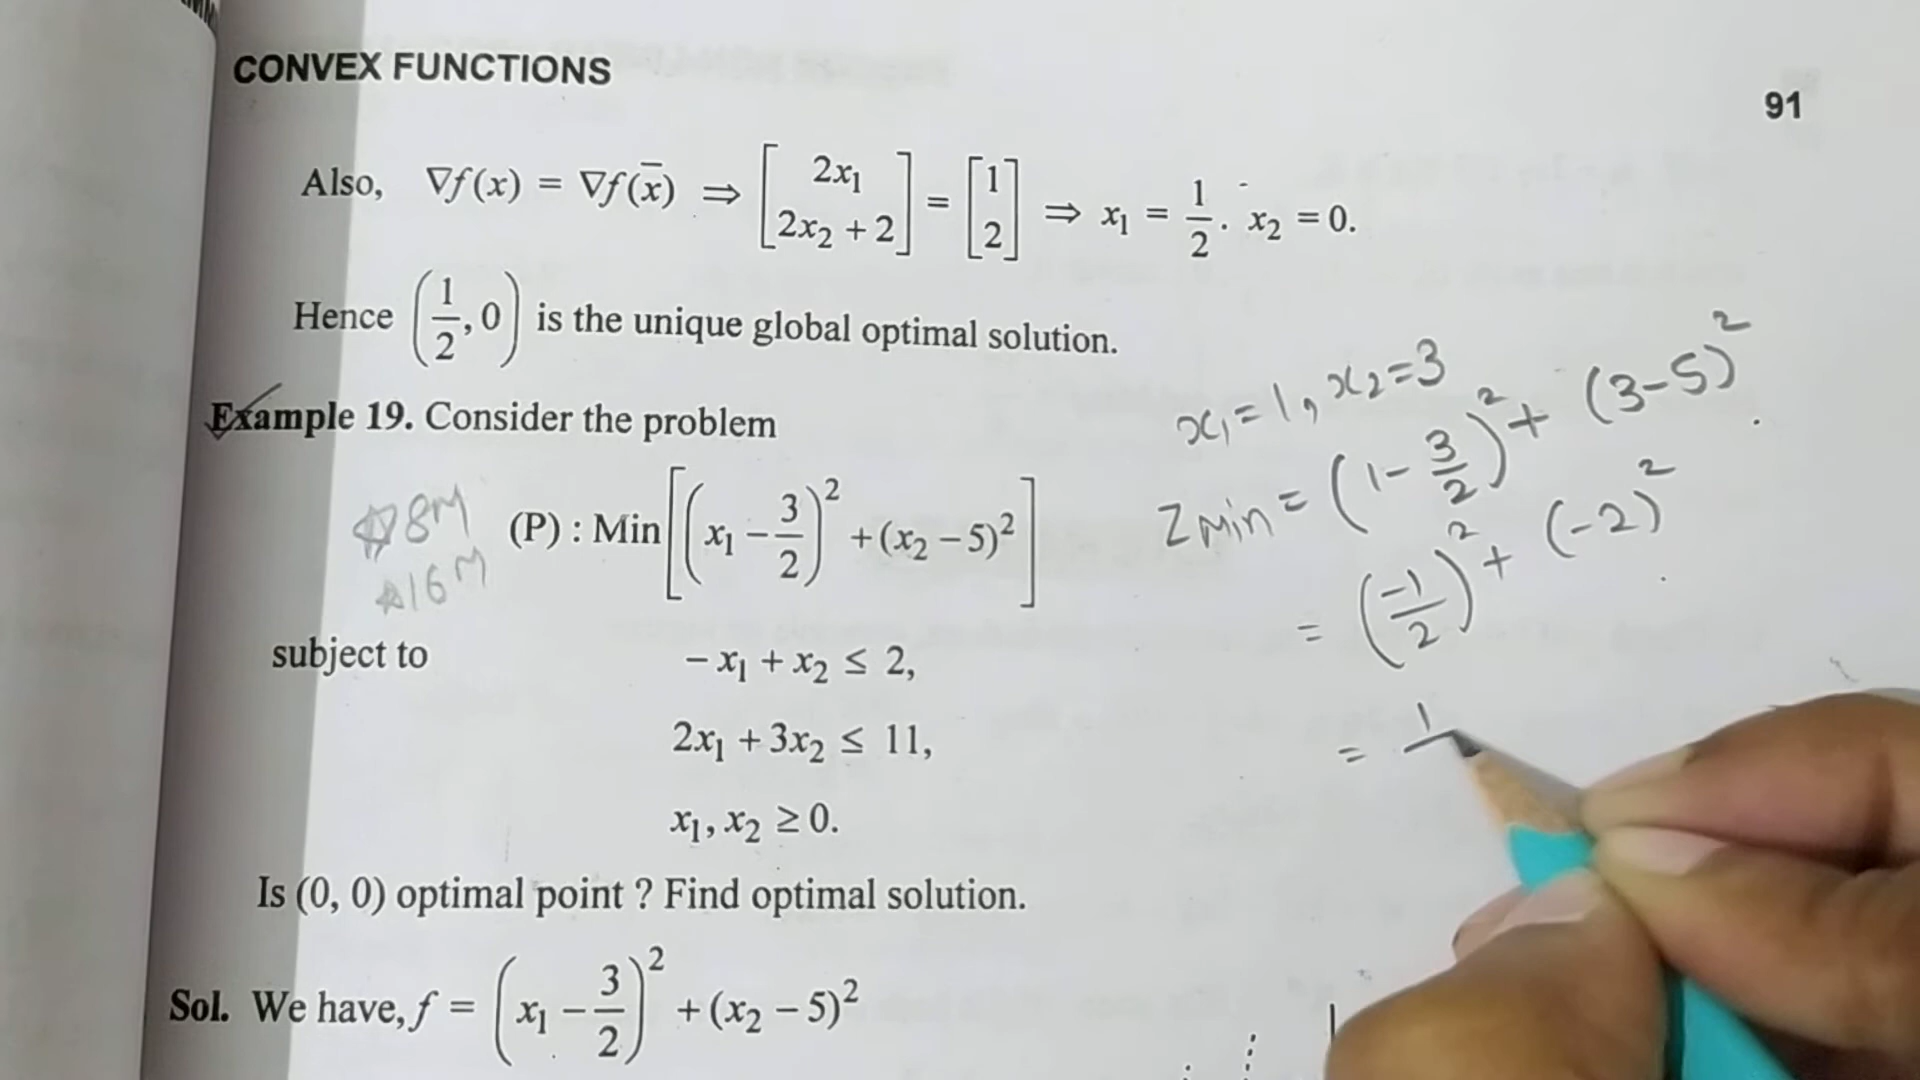 CONVEX FUNCTIONS
91
Also, ∇f(x) = ∇f(x̄) ⇒ [2x₁; 2x₂ + 2] = [1; 2] ⇒ x₁ = 1/2. x₂ = 0.
Hence (1/2, 0) is the unique global optimal solution.
Example 19. Consider the problem
8M
16M
(P) : Min[(x₁ − 3/2)² + (x₂ − 5)²]
subject to − x₁ + x₂ ≤ 2,
2x₁ + 3x₂ ≤ 11,
x₁, x₂ ≥ 0.
Is (0, 0) optimal point ? Find optimal solution.
Sol. We have, f = (x₁ − 3/2)² + (x₂ − 5)²
x₁ = 1, x₂ = 3
Z Min = (1 − 3/2)² + (3 − 5)²
= (−1/2)² + (−2)²
= 1/